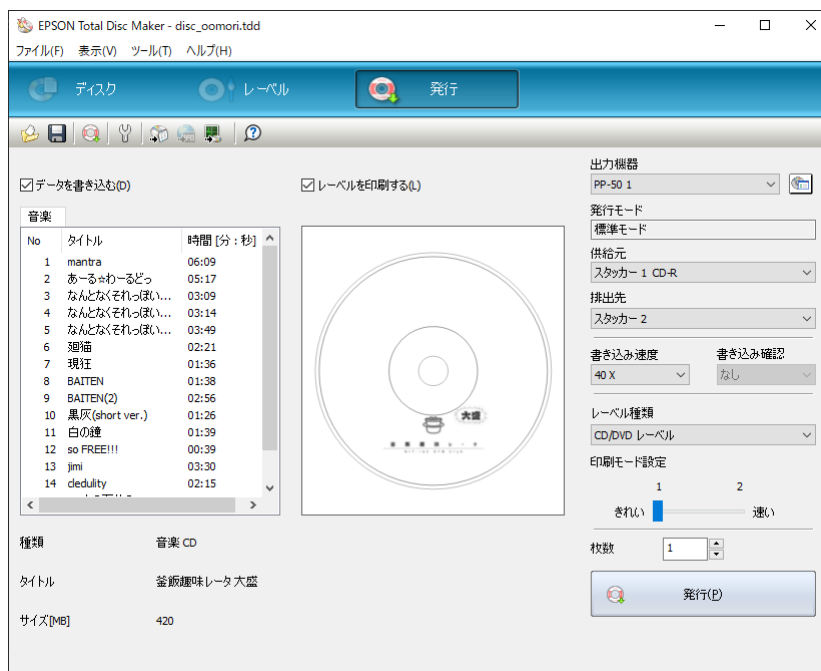 EPSON Total Disc Maker - disc_oomori.tdd
ファイル(F) 表示(V) ツール(T) ヘルプ(H)
ディスク レーベル 発行
データを書き込む(D)
レーベルを印刷する(L)
音楽
No タイトル 時間 [分 : 秒]
1 mantra 06:09
2 あーる☆わーるどっ 05:17
3 なんとなくそれっぽい... 03:09
4 なんとなくそれっぽい... 03:14
5 なんとなくそれっぽい... 03:49
6 廻猫 02:21
7 現狂 01:36
8 BAITEN 01:38
9 BAITEN(2) 02:56
10 黒灰(short ver.) 01:26
11 白の鐘 01:39
12 so FREE!!! 00:39
13 jimi 03:30
14 cledulity 02:15
大盛
種類 音楽 CD
タイトル 釜飯趣味レータ 大盛
サイズ[MB] 420
出力機器
PP-50 1
発行モード
標準モード
供給元
スタッカー 1 CD-R
排出先
スタッカー 2
書き込み速度 書き込み確認
40 X なし
レーベル種類
CD/DVD レーベル
印刷モード設定
1 2
きれい 速い
枚数 1
発行(P)